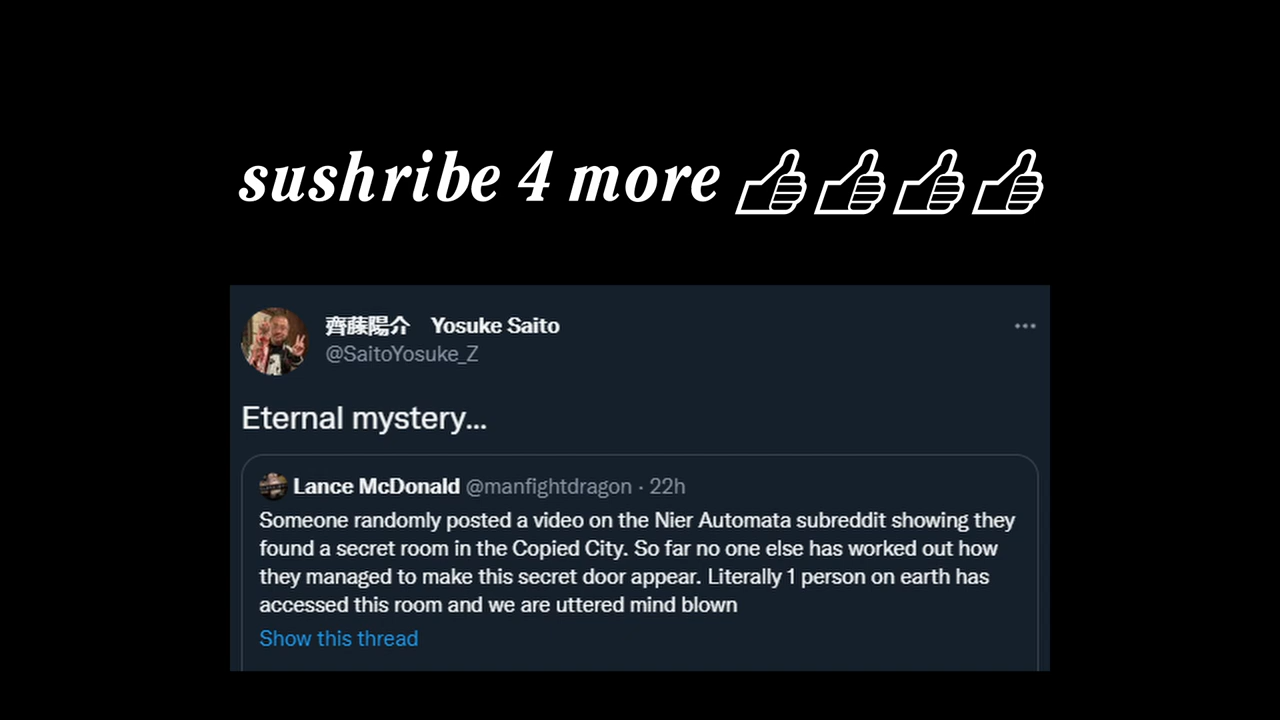 sushribe 4 more 👍👍👍👍
齊藤陽介 Yosuke Saito
@SaitoYosuke_Z
Eternal mystery...
Lance McDonald @manfightdragon · 22h
Someone randomly posted a video on the Nier Automata subreddit showing they
found a secret room in the Copied City. So far no one else has worked out how
they managed to make this secret door appear. Literally 1 person on earth has
accessed this room and we are uttered mind blown
Show this thread